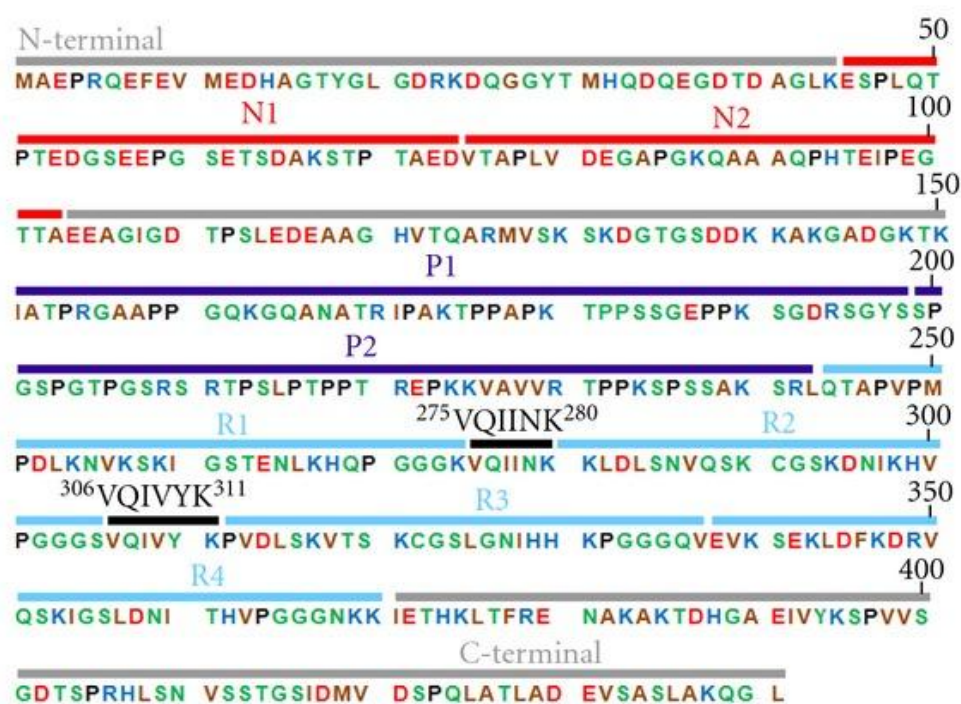 N-terminal 50
MAEPRQEFEV MEDHAGTYGL GDRKDQGGYT MHQDQEGDTD AGLKESPLQT
N1 N2 100
PTEDGSEEPG SETSDAKSTP TAEDVTAPLV DEGAPGKQAA AQPHTEIPEG
150
TTAEEAGIGD TPSLEDEAAG HVTQARMVSK SKDGTGSDDK KAKGADGKTK
P1 200
IATPRGAAPP GQKGQANATR IPAKTPPAPK TPPSSGEPPK SGDRSGYSSP
P2 250
GSPGTPGSRS RTPSLPTPPT REPKKVAVVR TPPKSPSSAK SRLQTAPVPM
R1 ²⁷⁵VQIINK²⁸⁰ R2 300
PDLKNVKSKI GSTENLKHQP GGGKVQIINK KLDLSNVQSK CGSKDNIKHV
³⁰⁶VQIVYK³¹¹ R3 350
PGGGSVQIVY KPVDLSKVTS KCGSLGNIHH KPGGGQVEVK SEKLDFKDRV
R4 400
QSKIGSLDNI THVPGGGNKK IETHKLTFRE NAKAKTDHGA EIVYKSPVVS
C-terminal
GDTSPRHLSN VSSTGSIDMV DSPQLATLAD EVSASLAKQG L